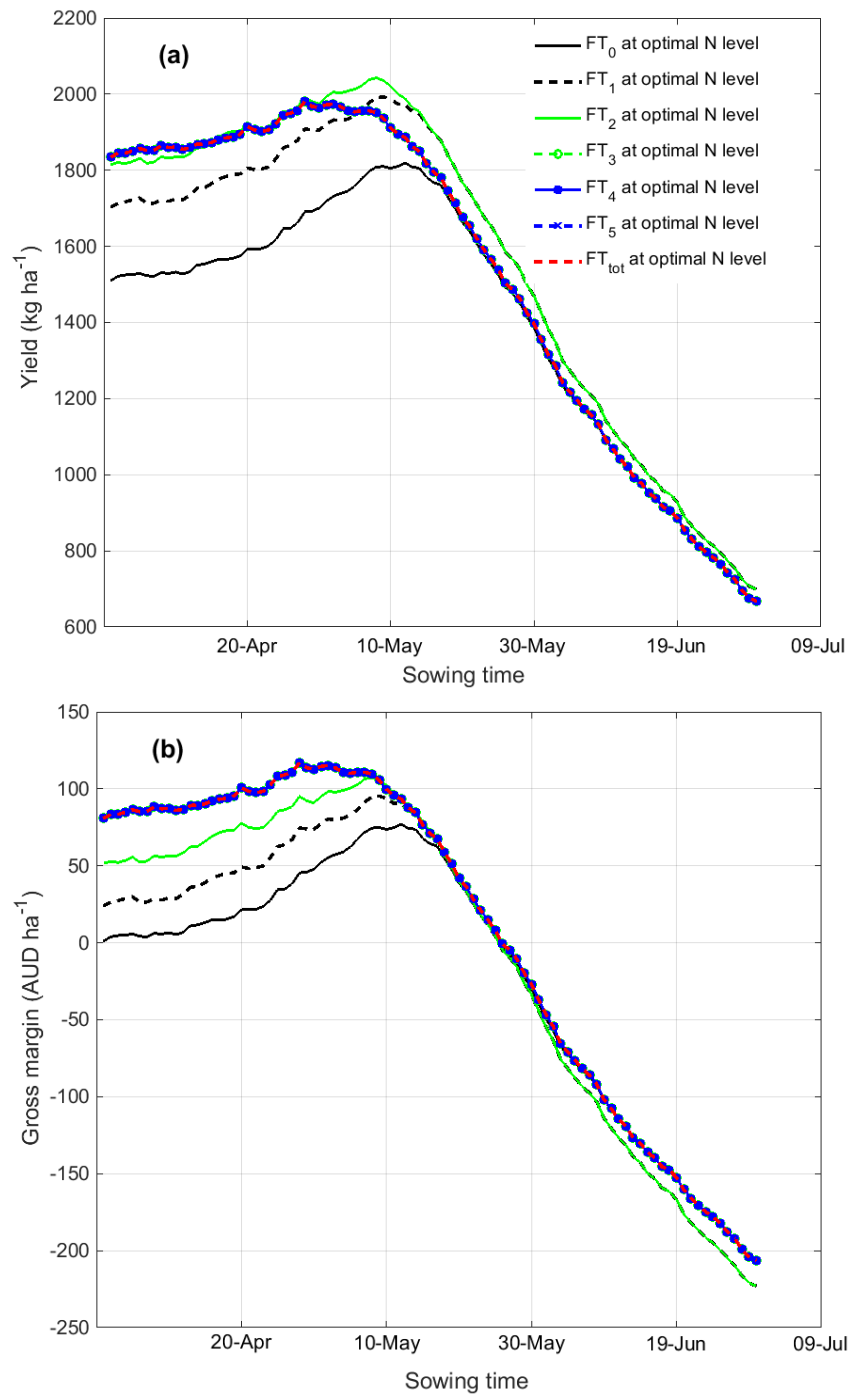 2200
2000
1800
1600
1400
1200
1000
800
600
Yield (kg ha⁻¹)
(a)
FT₀ at optimal N level
FT₁ at optimal N level
FT₂ at optimal N level
FT₃ at optimal N level
FT₄ at optimal N level
FT₅ at optimal N level
FTtot at optimal N level
20-Apr 10-May 30-May 19-Jun 09-Jul
Sowing time
150
100
50
0
-50
-100
-150
-200
-250
Gross margin (AUD ha⁻¹)
(b)
20-Apr 10-May 30-May 19-Jun 09-Jul
Sowing time